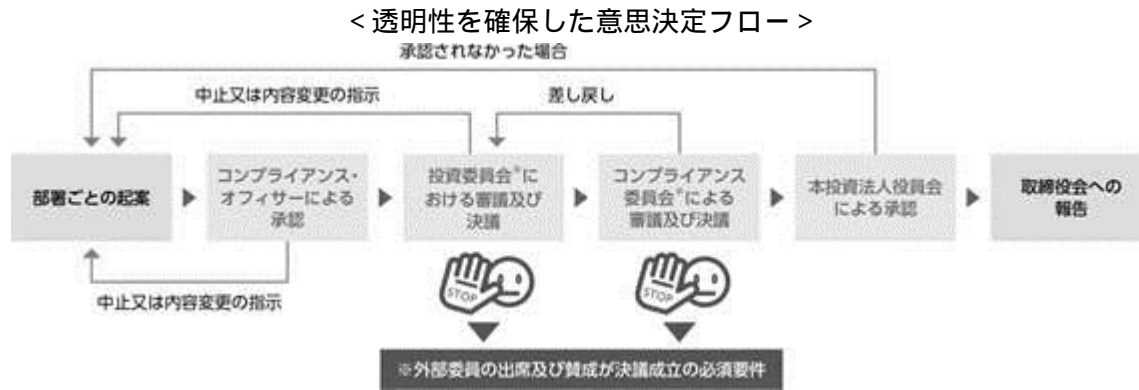 <透明性を確保した意思決定フロー>
承認されなかった場合
中止又は内容変更の指示
差し戻し
部署ごとの起案
コンプライアンス・
オフィサーによる
承認
投資委員会※に
おける審議及び
決議
コンプライアンス
委員会※による
審議及び決議
本投資法人役員会
による承認
取締役会への
報告
中止又は内容変更の指示
STOP
STOP
※外部委員の出席及び賛成が決議成立の必須要件